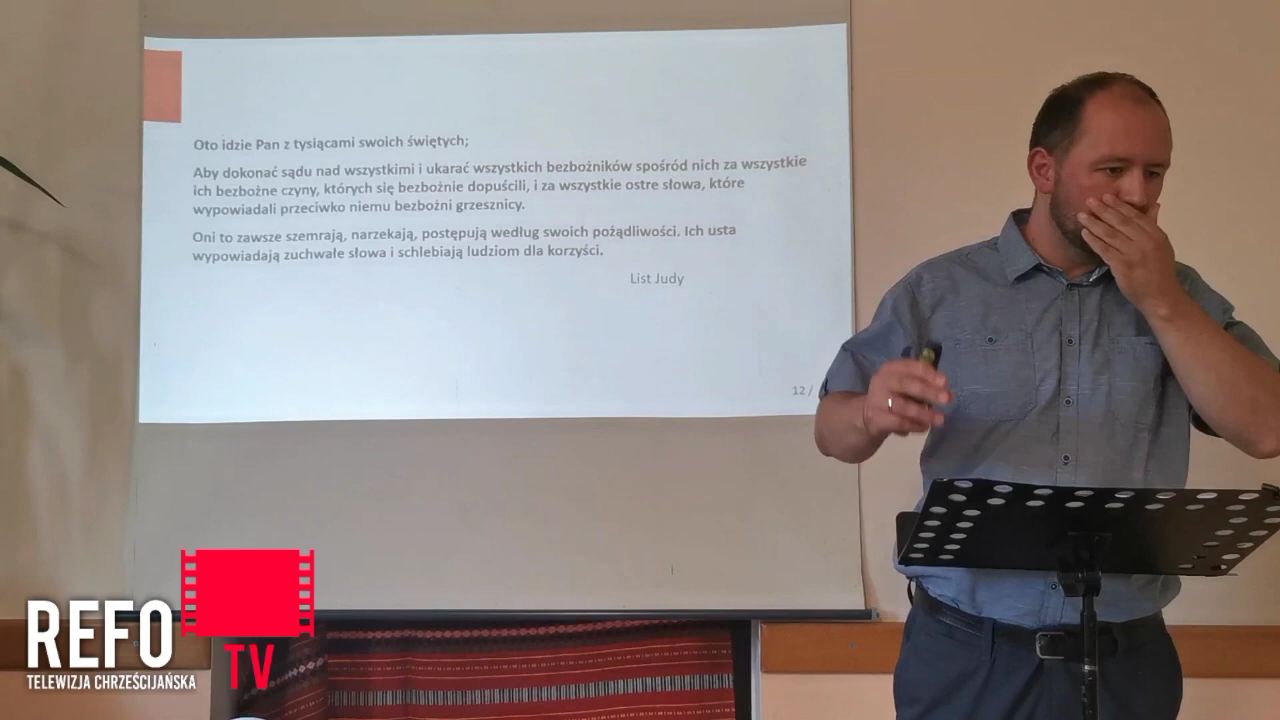 Oto idzie Pan z tysiącami swoich świętych;
Aby dokonać sądu nad wszystkimi i ukarać wszystkich bezbożników spośród nich za wszystkie
ich bezbożne czyny, których się bezbożnie dopuścili, i za wszystkie ostre słowa, które
wypowiadali przeciwko niemu bezbożni grzesznicy.
Oni to zawsze szemrają, narzekają, postępują według swoich pożądliwości. Ich usta
wypowiadają zuchwałe słowa i schlebiają ludziom dla korzyści.
List Judy
12 /
REFO
TV
TELEWIZJA CHRZEŚCIJAŃSKA